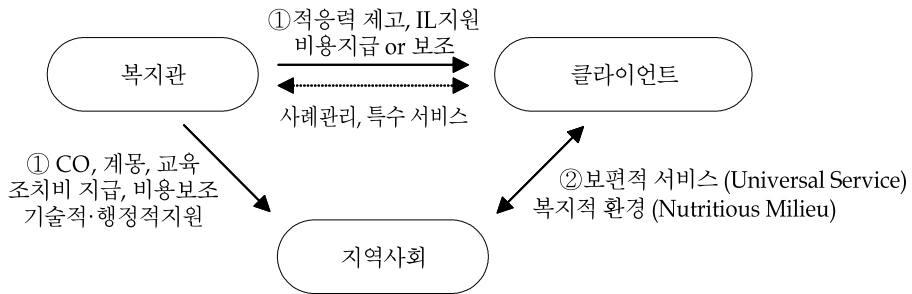 ①적응력 제고, IL지원
비용지급 or 보조
복지관
클라이언트
사례관리, 특수 서비스
① CO, 계몽, 교육
조치비 지급, 비용보조
기술적·행정적지원
②보편적 서비스 (Universal Service)
복지적 환경 (Nutritious Milieu)
지역사회